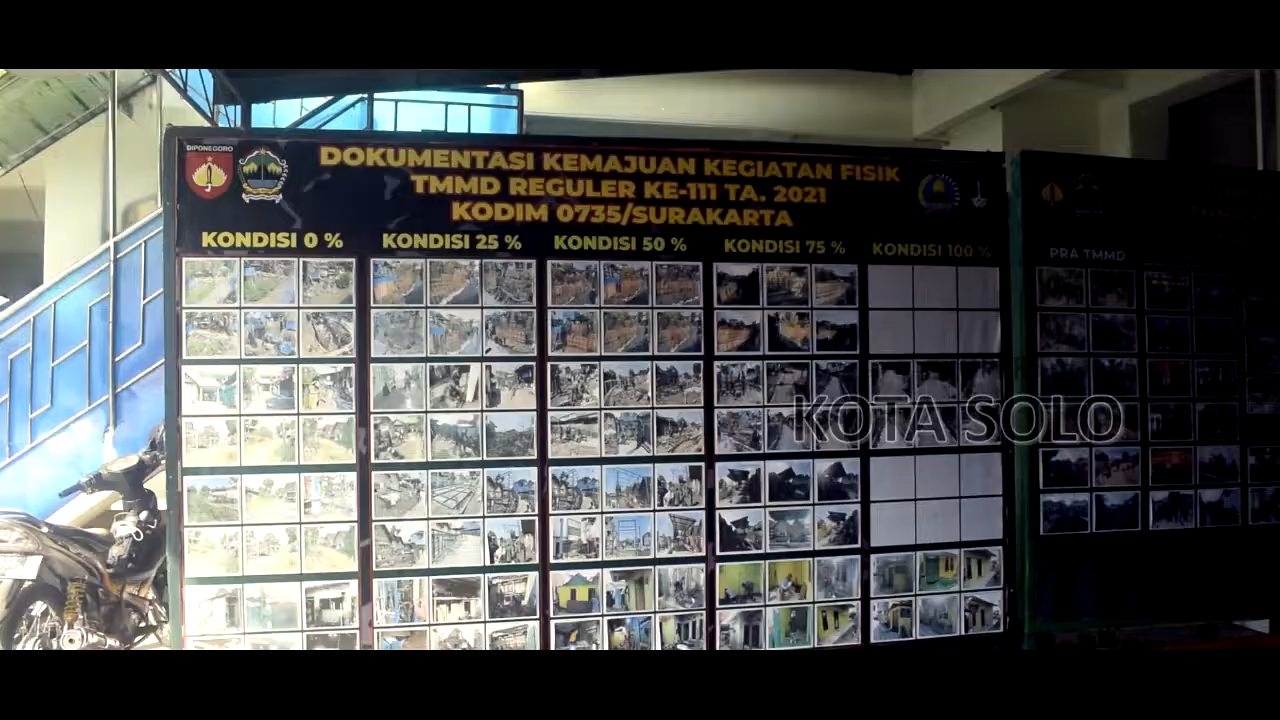 DIPONEGORO
DOKUMENTASI KEMAJUAN KEGIATAN FISIK
TMMD REGULER KE-111 TA. 2021
KODIM 0735/SURAKARTA
KONDISI 0 %
KONDISI 25 %
KONDISI 50 %
KONDISI 75 %
KONDISI 100 %
PRA TMMD
KOTA SOLO